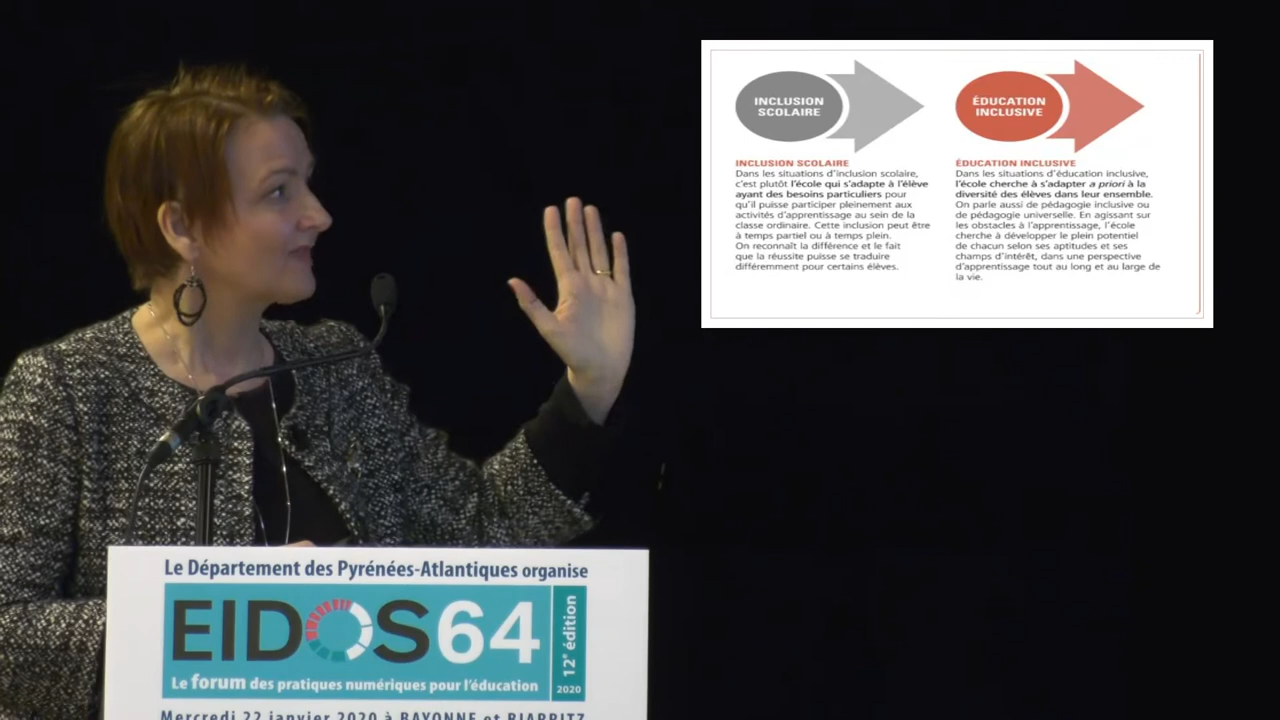 INCLUSION
SCOLAIRE
INCLUSION SCOLAIRE
Dans les situations d'inclusion scolaire,
c'est plutôt l'école qui s'adapte à l'élève
ayant des besoins particuliers pour
qu'il puisse participer pleinement aux
activités d'apprentissage au sein de la
classe ordinaire. Cette inclusion peut être
à temps partiel ou à temps plein.
On reconnaît la différence et le fait
que la réussite puisse se traduire
différemment pour certains élèves.
ÉDUCATION
INCLUSIVE
ÉDUCATION INCLUSIVE
Dans les situations d'éducation inclusive,
l'école cherche à s'adapter a priori à la
diversité des élèves dans leur ensemble.
On parle aussi de pédagogie inclusive ou
de pédagogie universelle. En agissant sur
les obstacles à l'apprentissage, l'école
cherche à développer le plein potentiel
de chacun selon ses aptitudes et ses
champs d'intérêt, dans une perspective
d'apprentissage tout au long et au large de
la vie.
Le Département des Pyrénées-Atlantiques organise
EIDOS64
12e édition
2020
Le forum des pratiques numériques pour l'éducation
Mercredi 22 janvier 2020 à BAYONNE et BIARRITZ